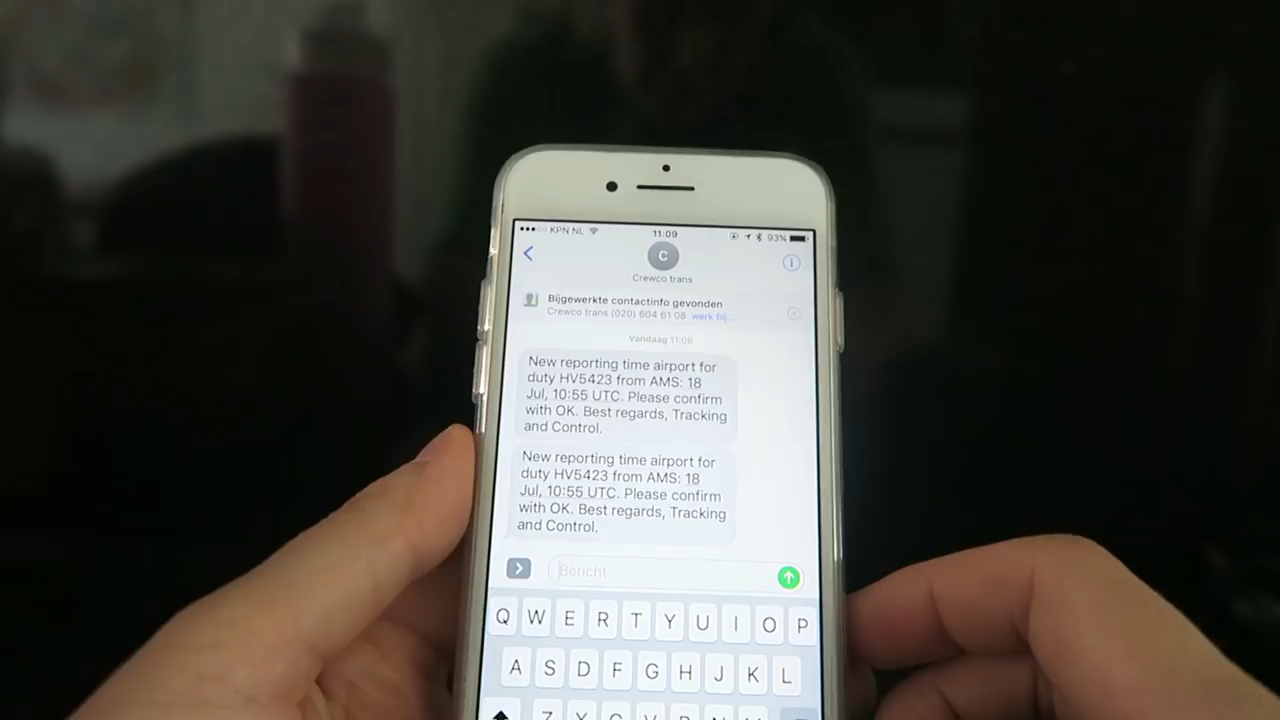 KPN NL
11:09
93%
C
Crewco trans
Bijgewerkte contactinfo gevonden
Crewco trans (020) 604 61 08 werk bij...
Vandaag 11:06
New reporting time airport for
duty HV5423 from AMS: 18
Jul, 10:55 UTC. Please confirm
with OK. Best regards, Tracking
and Control.
New reporting time airport for
duty HV5423 from AMS: 18
Jul, 10:55 UTC. Please confirm
with OK. Best regards, Tracking
and Control.
Bericht
Q W E R T Y U I O P
A S D F G H J K L
Z X C V B N M